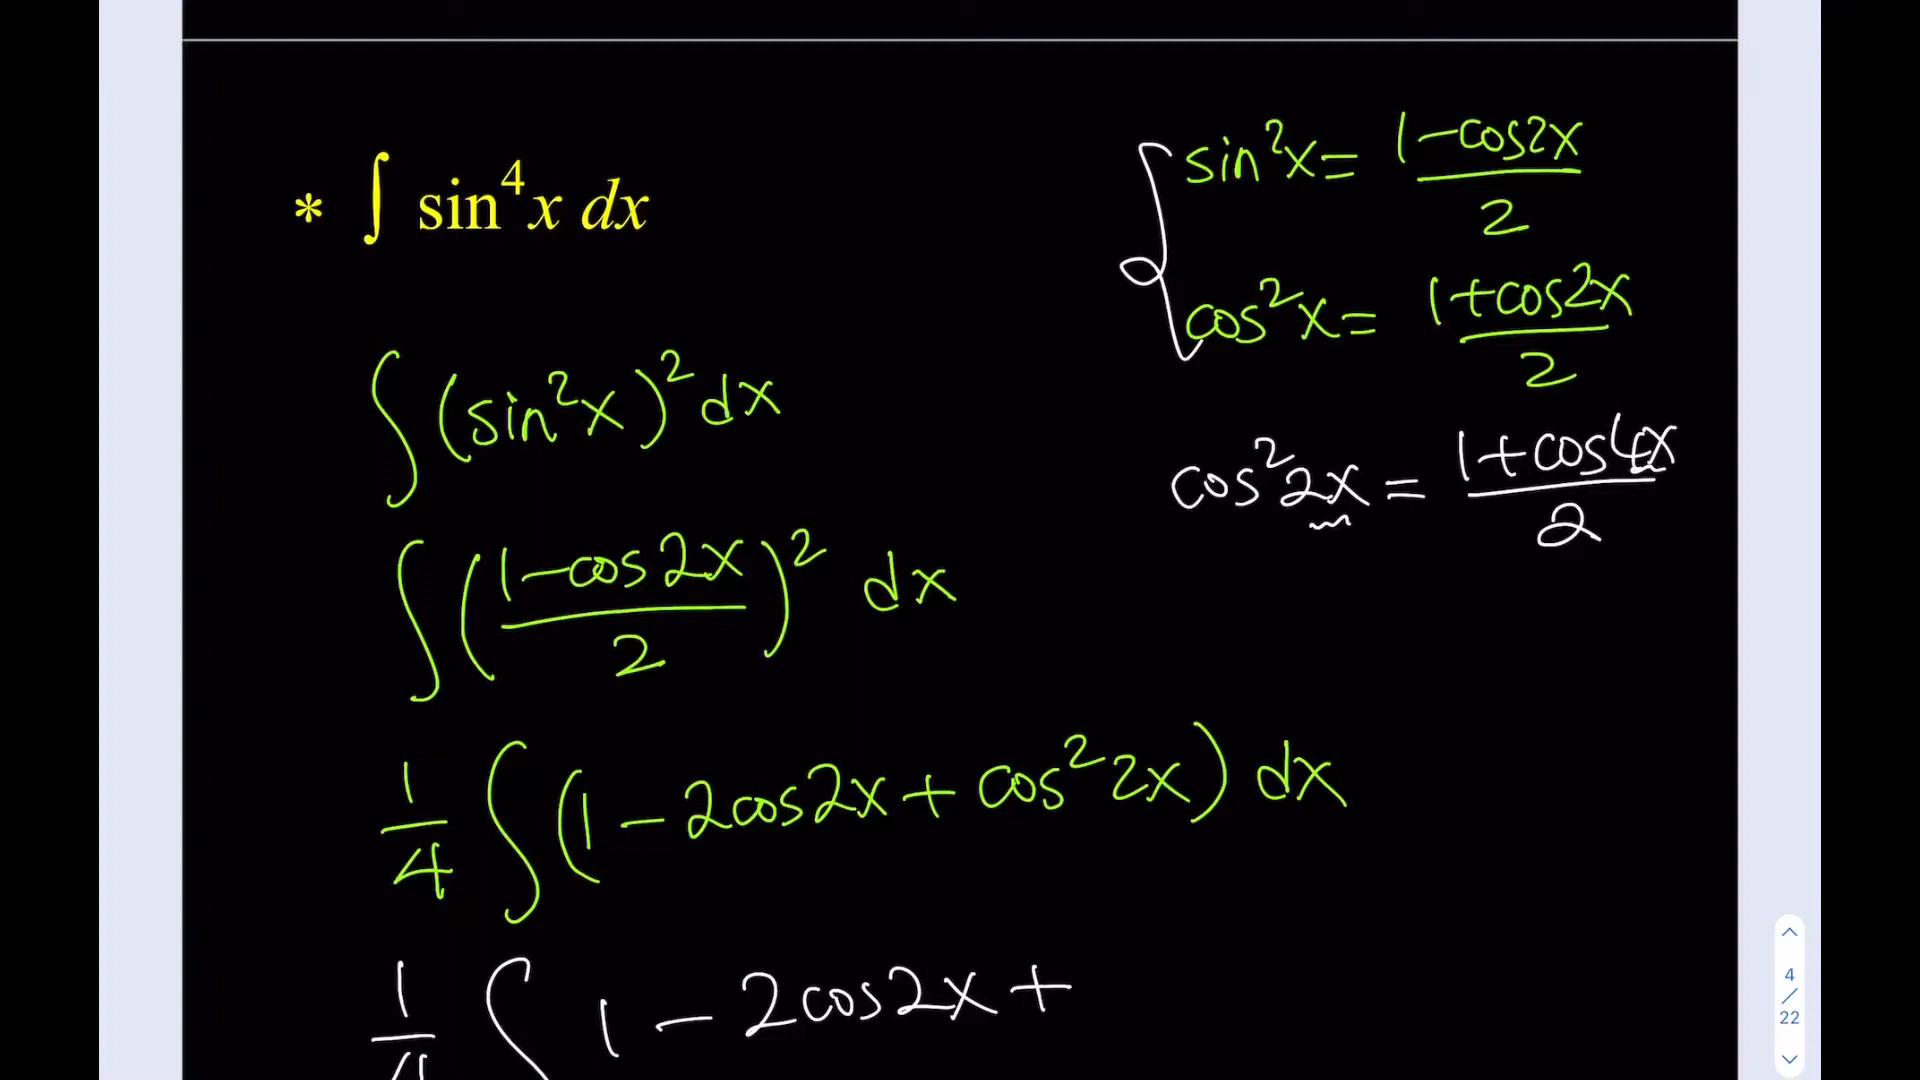 * ∫ sin⁴x dx
sin²x = (1-cos2x)/2
cos²x = (1+cos2x)/2
∫ (sin²x)² dx
cos²2x = (1+cos4x)/2
∫ ((1-cos2x)/2)² dx
1/4 ∫ (1-2cos2x+cos²2x) dx
1/4 ∫ 1-2cos2x+
4
/
22